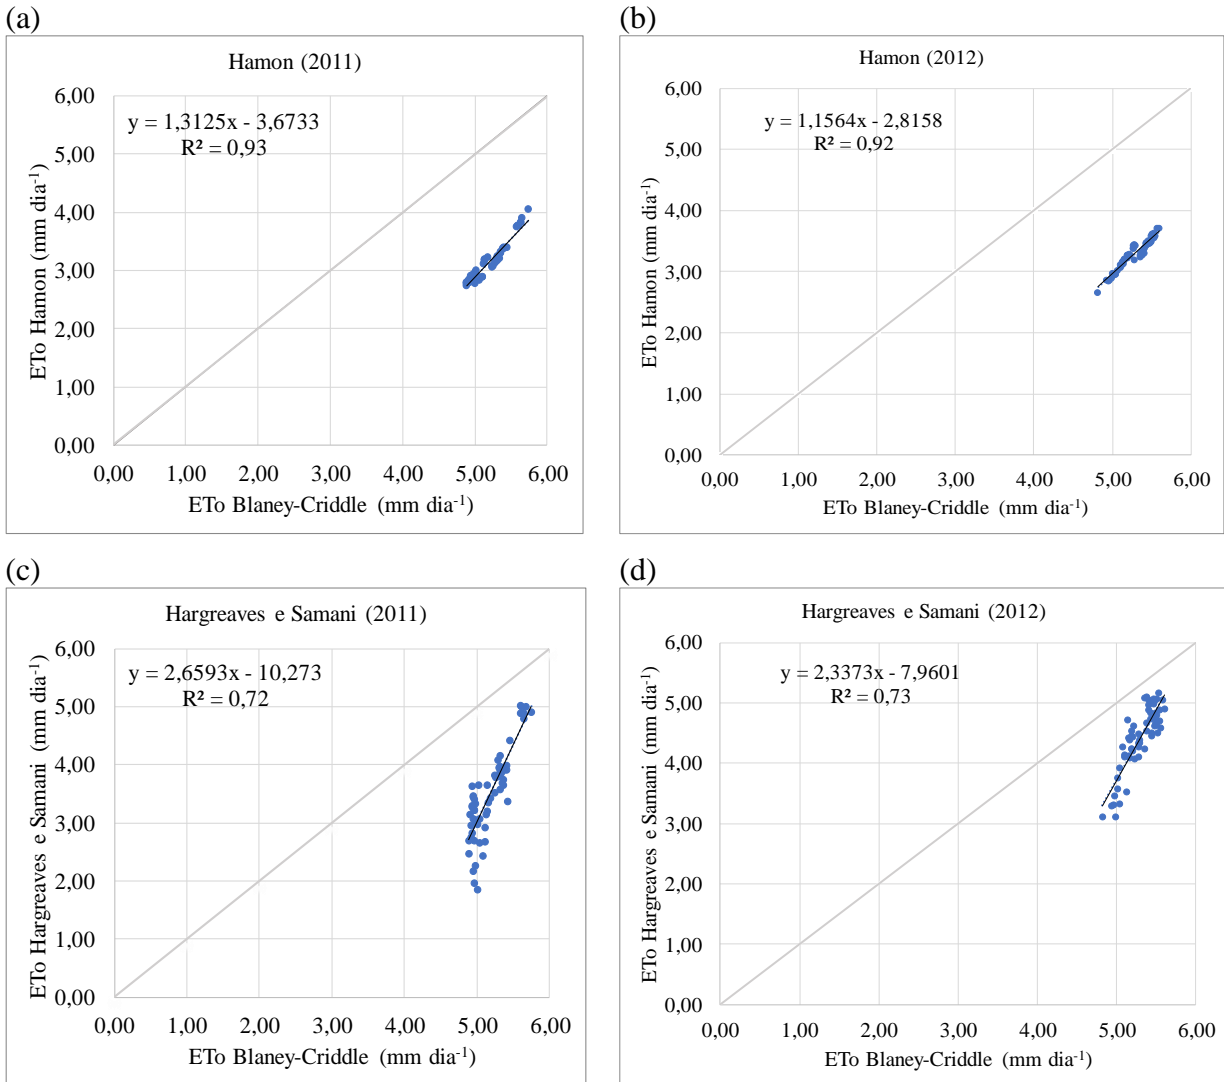 (a)
Hamon (2011)
y = 1,3125x - 3,6733
R² = 0,93
6,00
5,00
4,00
3,00
2,00
1,00
0,00
ETo Hamon (mm dia⁻¹)
0,00 1,00 2,00 3,00 4,00 5,00 6,00
ETo Blaney-Criddle (mm dia⁻¹)
(b)
Hamon (2012)
y = 1,1564x - 2,8158
R² = 0,92
6,00
5,00
4,00
3,00
2,00
1,00
0,00
ETo Hamon (mm dia⁻¹)
0,00 1,00 2,00 3,00 4,00 5,00 6,00
ETo Blaney-Criddle (mm dia⁻¹)
(c)
Hargreaves e Samani (2011)
y = 2,6593x - 10,273
R² = 0,72
6,00
5,00
4,00
3,00
2,00
1,00
0,00
ETo Hargreaves e Samani (mm dia⁻¹)
0,00 1,00 2,00 3,00 4,00 5,00 6,00
ETo Blaney-Criddle (mm dia⁻¹)
(d)
Hargreaves e Samani (2012)
y = 2,3373x - 7,9601
R² = 0,73
6,00
5,00
4,00
3,00
2,00
1,00
0,00
ETo Hargreaves e Samani (mm dia⁻¹)
0,00 1,00 2,00 3,00 4,00 5,00 6,00
ETo Blaney-Criddle (mm dia⁻¹)